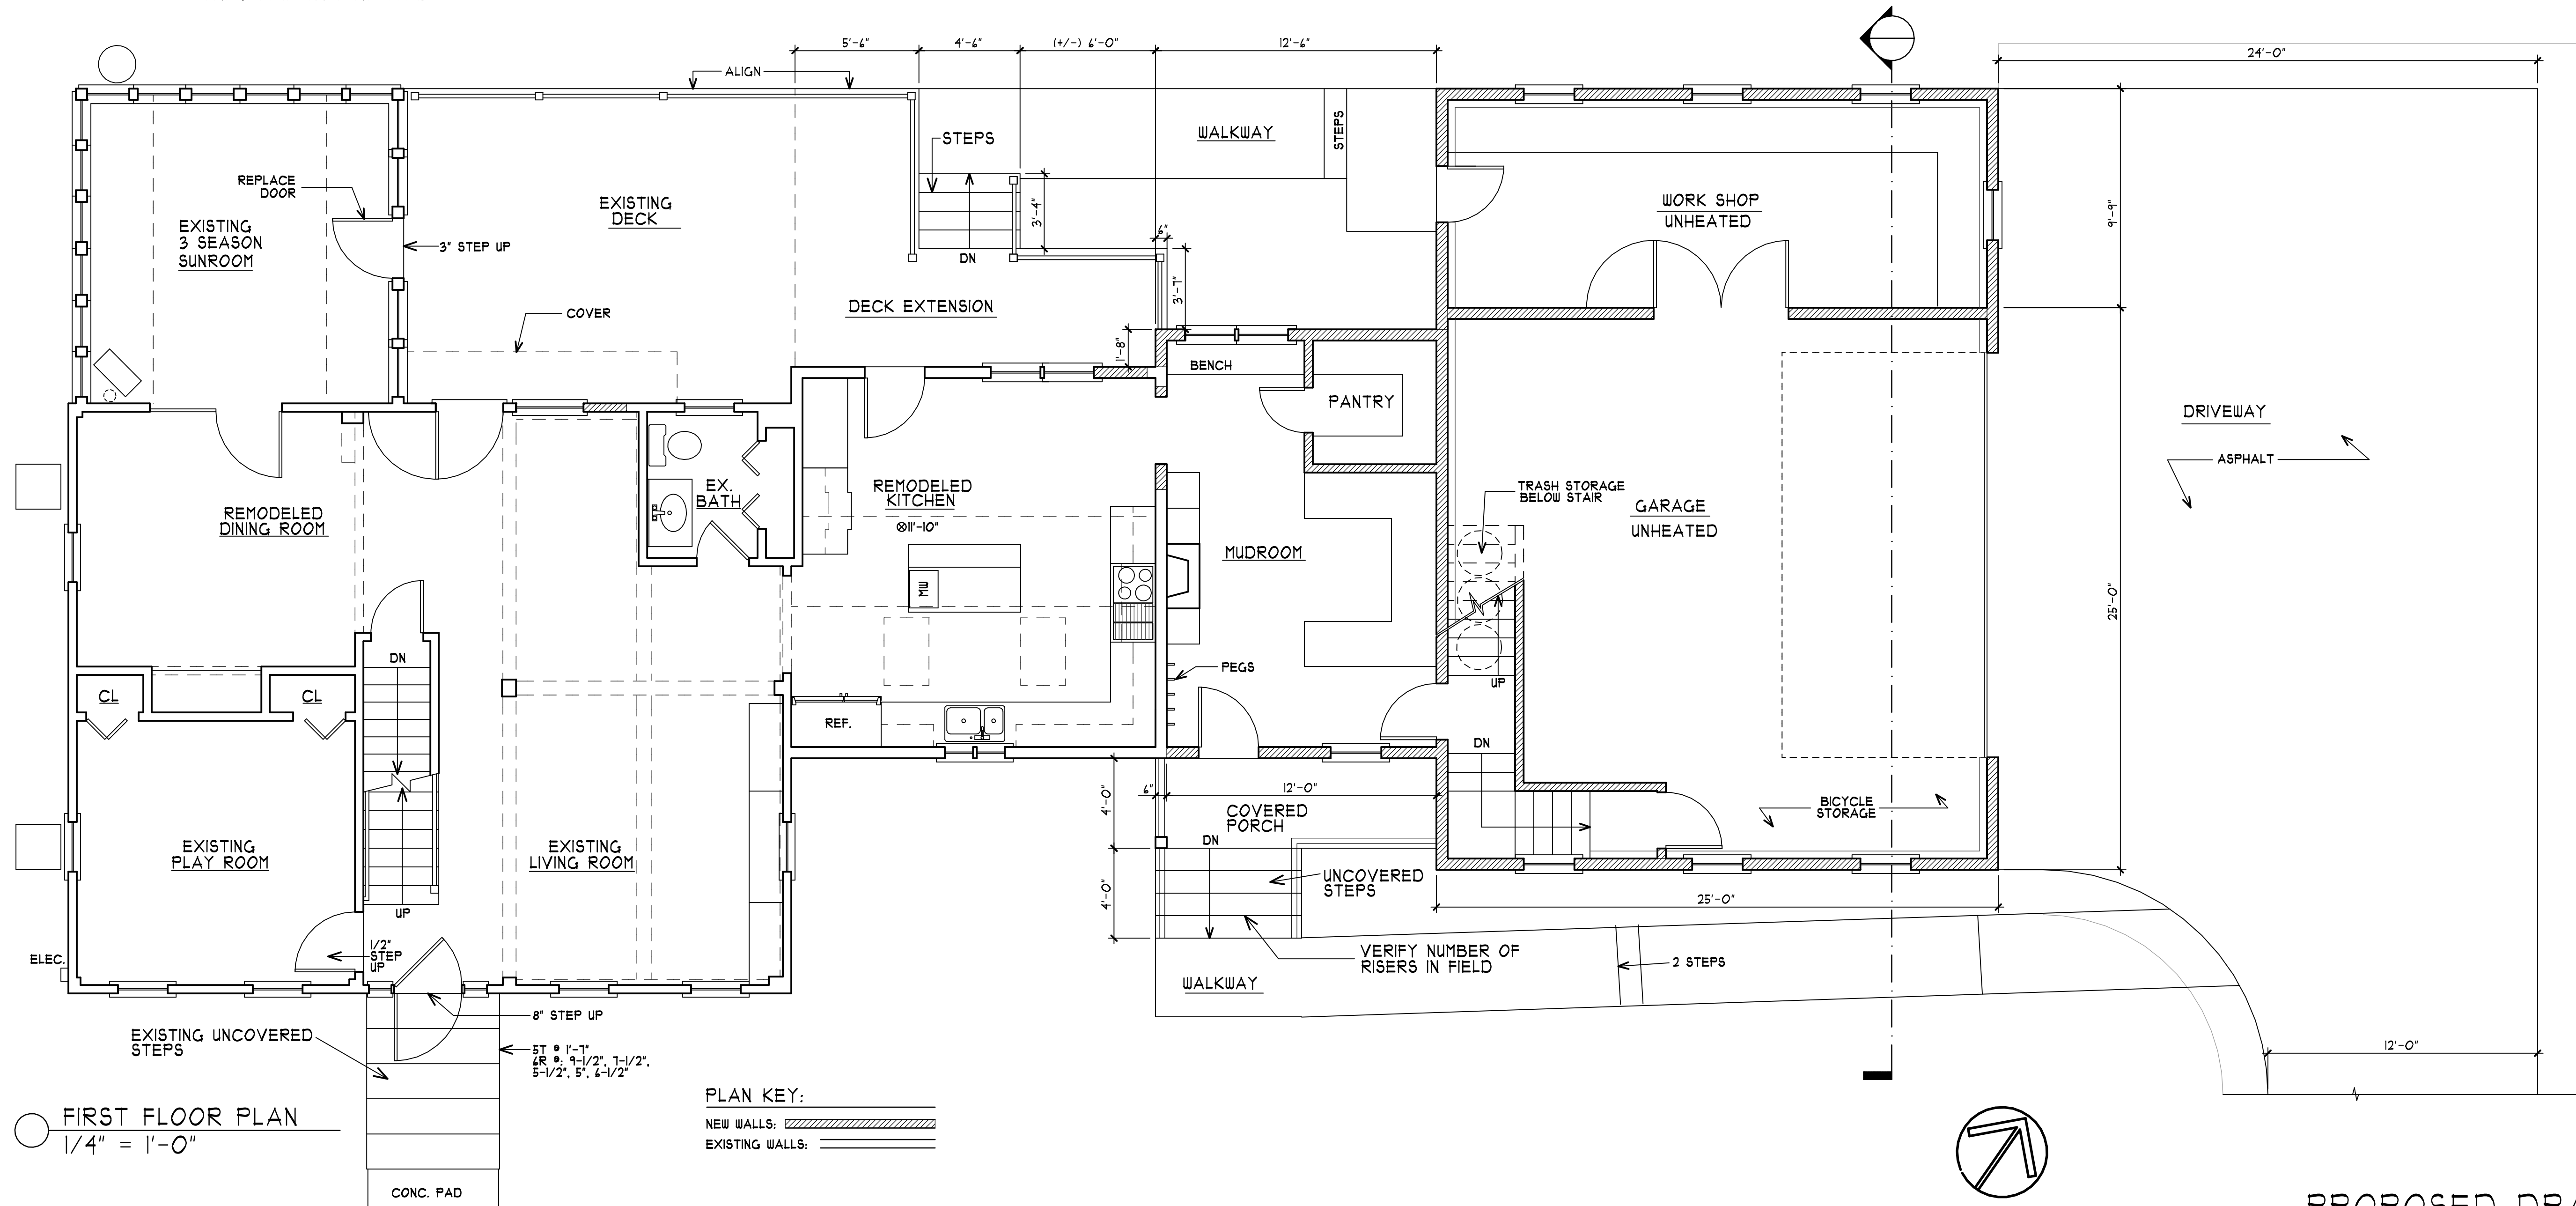 5'-6"
4'-6"
(+/-) 6'-0"
12'-6"
24'-0"
ALIGN
STEPS
WALKWAY
STEPS
REPLACE
DOOR
EXISTING
3 SEASON
SUNROOM
3" STEP UP
EXISTING
DECK
3'-4"
6"
DN
3'-7"
WORK SHOP
UNHEATED
9'-9"
COVER
DECK EXTENSION
1'-8"
BENCH
PANTRY
DRIVEWAY
ASPHALT
REMODELED
DINING ROOM
EX.
BATH
REMODELED
KITCHEN
11'-10"
MW
MUDROOM
TRASH STORAGE
BELOW STAIR
GARAGE
UNHEATED
25'-0"
DN
CL
CL
PEGS
UP
REF.
DN
6"
12'-0"
4'-0"
COVERED
PORCH
DN
BICYCLE
STORAGE
EXISTING
PLAY ROOM
EXISTING
LIVING ROOM
UNCOVERED
STEPS
4'-0"
25'-0"
UP
ELEC.
1/2"
STEP
UP
VERIFY NUMBER OF
RISERS IN FIELD
2 STEPS
WALKWAY
8" STEP UP
EXISTING UNCOVERED
STEPS
5T @ 1'-7"
6R @: 9-1/2", 7-1/2",
5-1/2", 5", 6-1/2"
12'-0"
PLAN KEY:
NEW WALLS:
EXISTING WALLS:
FIRST FLOOR PLAN
1/4" = 1'-0"
CONC. PAD
PROPOSED